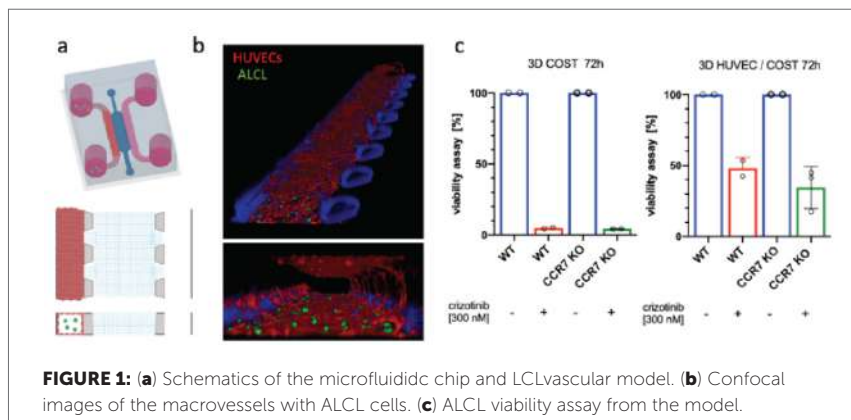 a
b
c
HUVECs
ALCL
3D COST 72h
viability assay [%]
100
50
0
WT
WT
CCR7 KO
CCR7 KO
crizotinib
[300 nM]
-
+
-
+
3D HUVEC / COST 72h
viability assay [%]
100
50
0
WT
WT
CCR7 KO
CCR7 KO
crizotinib
[300 nM]
-
+
-
+
FIGURE 1: (a) Schematics of the microfluididc chip and LCLvascular model. (b) Confocal
images of the macrovessels with ALCL cells. (c) ALCL viability assay from the model.